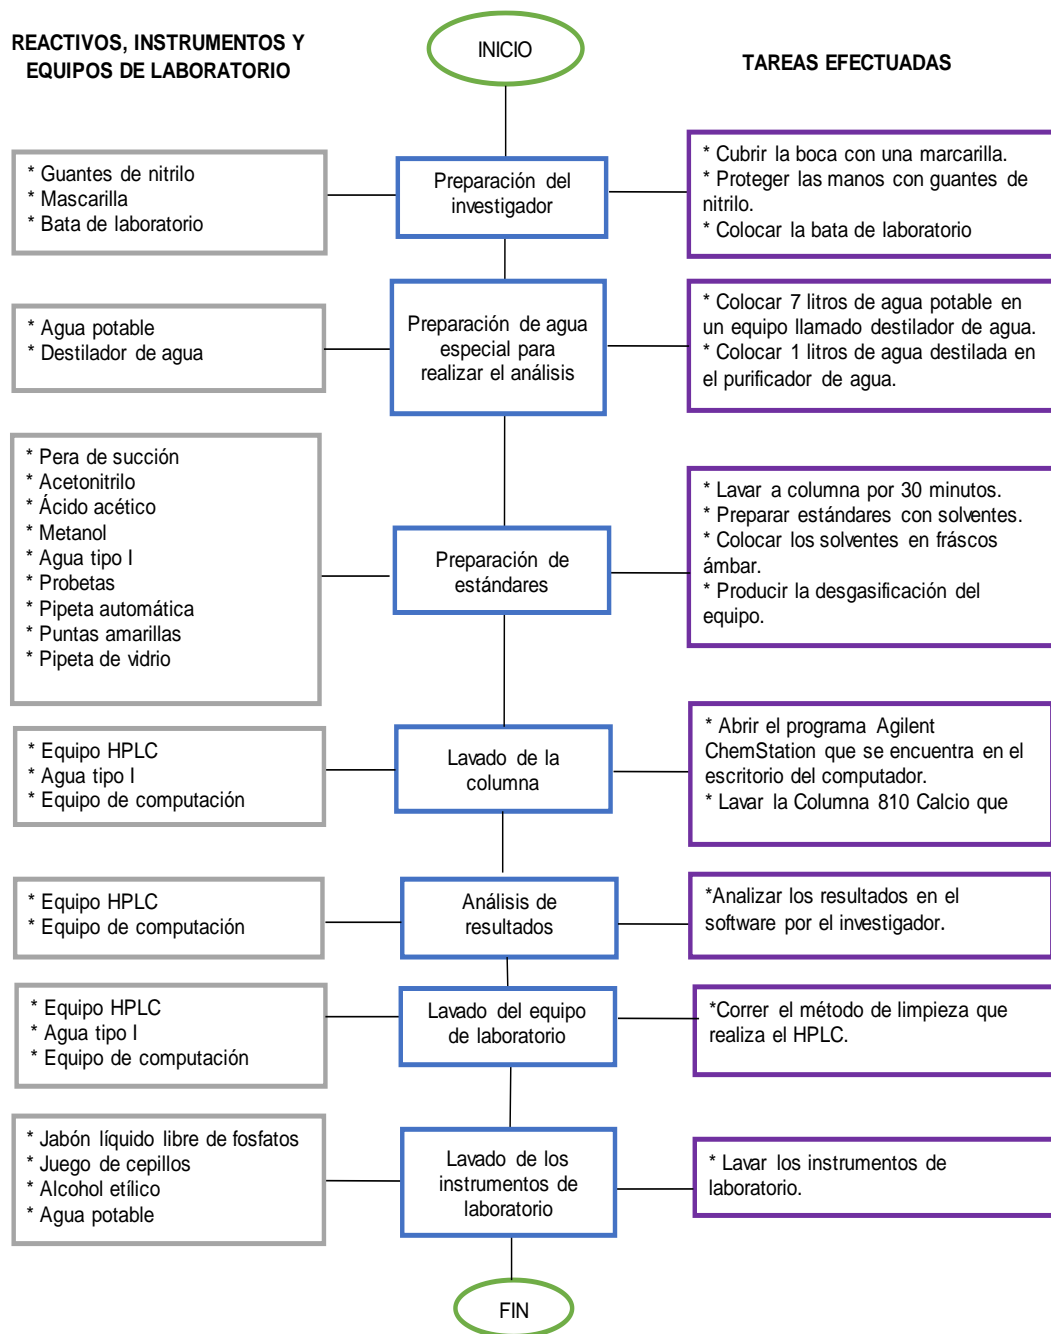 REACTIVOS, INSTRUMENTOS Y
EQUIPOS DE LABORATORIO
INICIO
TAREAS EFECTUADAS
* Guantes de nitrilo
* Mascarilla
* Bata de laboratorio
Preparación del
investigador
* Cubrir la boca con una marcarilla.
* Proteger las manos con guantes de
nitrilo.
* Colocar la bata de laboratorio
* Agua potable
* Destilador de agua
Preparación de agua
especial para
realizar el análisis
* Colocar 7 litros de agua potable en
un equipo llamado destilador de agua.
* Colocar 1 litros de agua destilada en
el purificador de agua.
* Pera de succión
* Acetonitrilo
* Ácido acético
* Metanol
* Agua tipo I
* Probetas
* Pipeta automática
* Puntas amarillas
* Pipeta de vidrio
Preparación de
estándares
* Lavar a columna por 30 minutos.
* Preparar estándares con solventes.
* Colocar los solventes en fráscos
ámbar.
* Producir la desgasificación del
equipo.
* Equipo HPLC
* Agua tipo I
* Equipo de computación
Lavado de la
columna
* Abrir el programa Agilent
ChemStation que se encuentra en el
escritorio del computador.
* Lavar la Columna 810 Calcio que
* Equipo HPLC
* Equipo de computación
Análisis de
resultados
*Analizar los resultados en el
software por el investigador.
* Equipo HPLC
* Agua tipo I
* Equipo de computación
Lavado del equipo
de laboratorio
*Correr el método de limpieza que
realiza el HPLC.
* Jabón líquido libre de fosfatos
* Juego de cepillos
* Alcohol etílico
* Agua potable
Lavado de los
instrumentos de
laboratorio
* Lavar los instrumentos de
laboratorio.
FIN